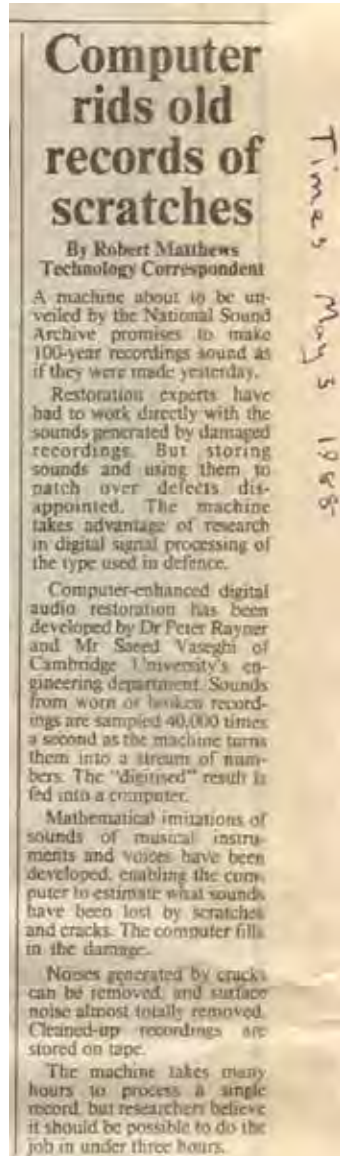 Computer
rids old
records of
scratches
By Robert Matthews
Technology Correspondent
A machine about to be un-
veiled by the National Sound
Archive promises to make
100-year recordings sound as
if they were made yesterday.
Restoration experts have
had to work directly with the
sounds generated by damaged
recordings. But storing
sounds and using them to
patch over defects dis-
appointed. The machine
takes advantage of research
in digital signal processing of
the type used in defence.
Computer-enhanced digital
audio restoration has been
developed by Dr Peter Rayner
and Mr Saeed Vaseghi of
Cambridge University's en-
gineering department. Sounds
from worn or broken record-
ings are sampled 40,000 times
a second as the machine turns
them into a stream of num-
bers. The "digitised" result is
fed into a computer.
Mathematical imitations of
sounds of musical instru-
ments and voices have been
developed, enabling the com-
puter to estimate what sounds
have been lost by scratches
and cracks. The computer fills
in the damage.
Noises generated by cracks
can be removed, and surface
noise almost totally removed.
Cleaned-up recordings are
stored on tape.
The machine takes many
hours to process a single
record, but researchers believe
it should be possible to do the
job in under three hours.
Times May 3 1988